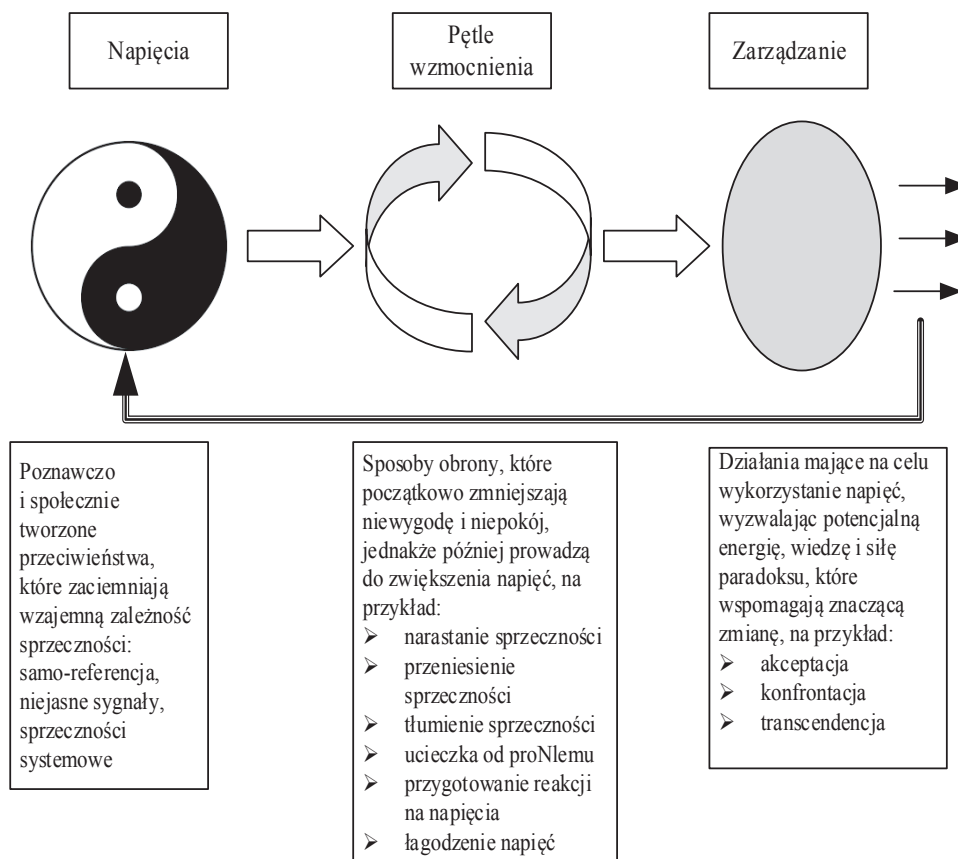 Napięcia
Pętle
wzmocnienia
Zarządzanie
Poznawczo
i społecznie
tworzone
przeciwieństwa,
które zaciemniają
wzajemną zależność
sprzeczności:
samo-referencja,
niejasne sygnały,
sprzeczności
systemowe
Sposoby obrony, które
początkowo zmniejszają
niewygodę i niepokój,
jednakże później prowadzą
do zwiększenia napięć, na
przykład:
➤ narastanie sprzeczności
➤ przeniesienie
sprzeczności
➤ tłumienie sprzeczności
➤ ucieczka od proNlemu
➤ przygotowanie reakcji
na napięcia
➤ łagodzenie napięć
Działania mające na celu
wykorzystanie napięć,
wyzwalając potencjalną
energię, wiedzę i siłę
paradoksu, które
wspomagają znaczącą
zmianę, na przykład:
➤ akceptacja
➤ konfrontacja
➤ transcendencja